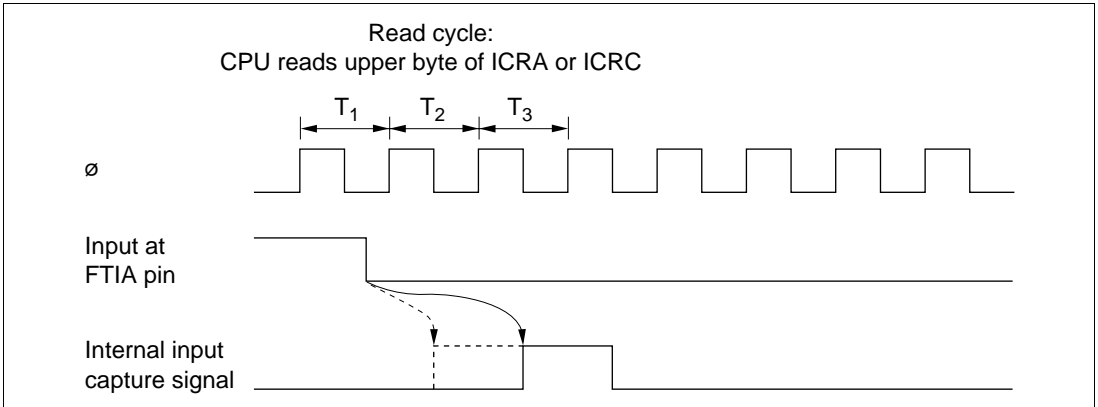 Read cycle:
CPU reads upper byte of ICRA or ICRC
T1 T2 T3
ø
Input at
FTIA pin
Internal input
capture signal